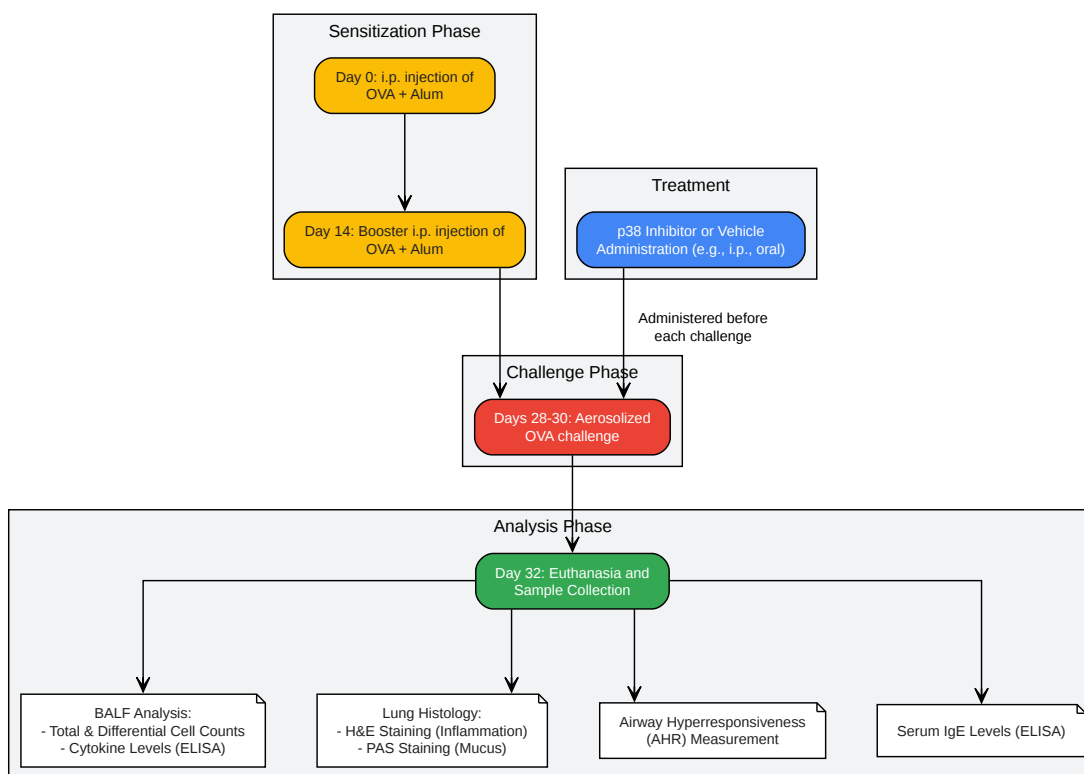 Sensitization Phase
Day 0: i.p. injection of
OVA + Alum
Day 14: Booster i.p. injection of
OVA + Alum
Treatment
p38 Inhibitor or Vehicle
Administration (e.g., i.p., oral)
Administered before
each challenge
Challenge Phase
Days 28-30: Aerosolized
OVA challenge
Analysis Phase
Day 32: Euthanasia and
Sample Collection
BALF Analysis:
- Total & Differential Cell Counts
- Cytokine Levels (ELISA)
Lung Histology:
- H&E Staining (Inflammation)
- PAS Staining (Mucus)
Airway Hyperresponsiveness
(AHR) Measurement
Serum IgE Levels (ELISA)